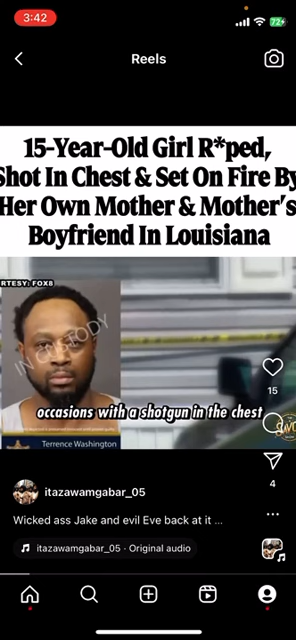 3:42
72
Reels
15-Year-Old Girl R*ped,
Shot In Chest & Set On Fire By
Her Own Mother & Mother's
Boyfriend In Louisiana
RTESY: FOX8
IN CUSTODY
occasions with a shotgun in the chest
Terrence Washington
15
4
itazawamgabar_05
Wicked ass Jake and evil Eve back at it ...
itazawamgabar_05 · Original audio